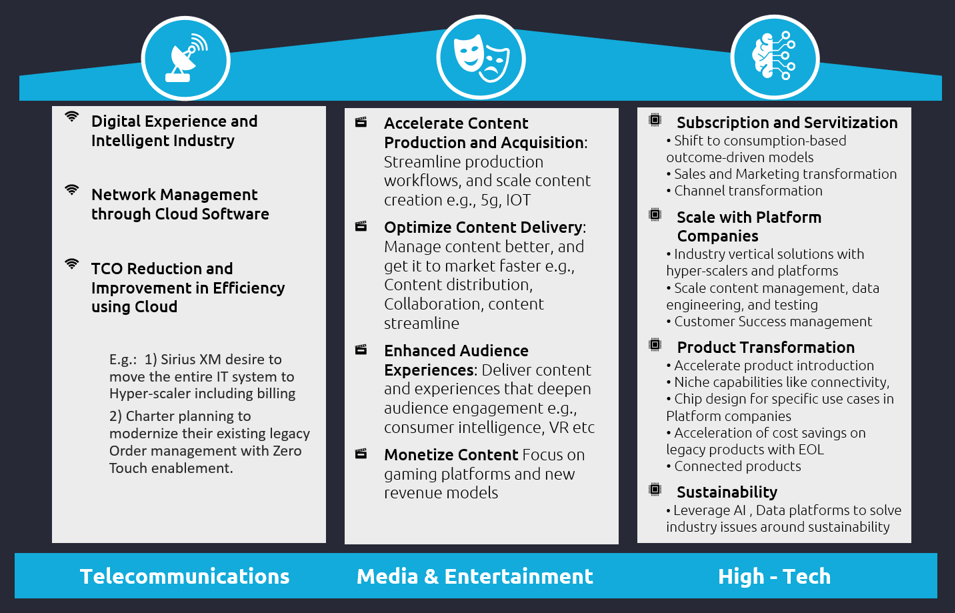 Digital Experience and
Intelligent Industry
Network Management
through Cloud Software
TCO Reduction and
Improvement in Efficiency
using Cloud
E.g.: 1) Sirius XM desire to
move the entire IT system to
Hyper-scaler including billing
2) Charter planning to
modernize their existing legacy
Order management with Zero
Touch enablement.
Accelerate Content
Production and Acquisition:
Streamline production
workflows, and scale content
creation e.g., 5g, IOT
Optimize Content Delivery:
Manage content better, and
get it to market faster e.g.,
Content distribution,
Collaboration, content
streamline
Enhanced Audience
Experiences: Deliver content
and experiences that deepen
audience engagement e.g.,
consumer intelligence, VR etc
Monetize Content Focus on
gaming platforms and new
revenue models
Subscription and Servitization
• Shift to consumption-based
outcome-driven models
• Sales and Marketing transformation
• Channel transformation
Scale with Platform
Companies
• Industry vertical solutions with
hyper-scalers and platforms
• Scale content management, data
engineering, and testing
• Customer Success management
Product Transformation
• Accelerate product introduction
• Niche capabilities like connectivity,
• Chip design for specific use cases in
Platform companies
• Acceleration of cost savings on
legacy products with EOL
• Connected products
Sustainability
• Leverage AI , Data platforms to solve
industry issues around sustainability
Telecommunications
Media & Entertainment
High - Tech